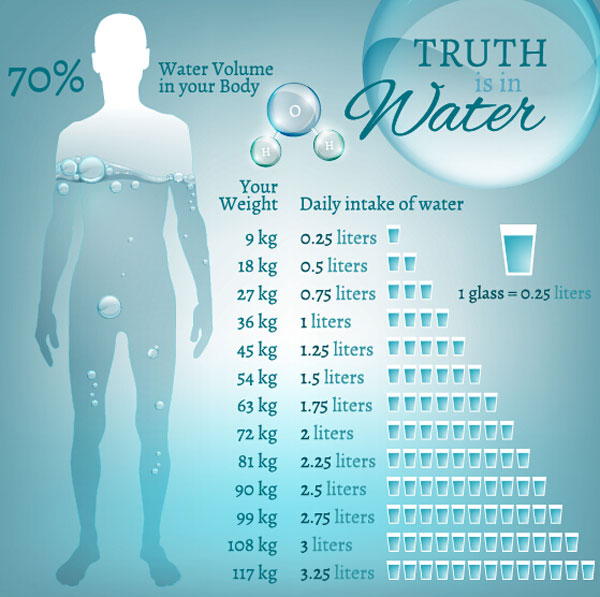 70%
Water Volume
in your Body
TRUTH
is in
Water
O
H
H
Your
Weight
Daily intake of water
9 kg 0.25 liters
18 kg 0.5 liters
27 kg 0.75 liters
36 kg 1 liters
45 kg 1.25 liters
54 kg 1.5 liters
63 kg 1.75 liters
72 kg 2 liters
81 kg 2.25 liters
90 kg 2.5 liters
99 kg 2.75 liters
108 kg 3 liters
117 kg 3.25 liters
1 glass = 0.25 liters